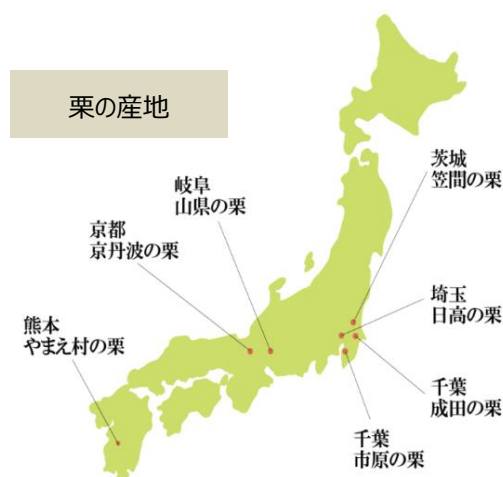 栗の産地
茨城
笠間の栗
岐阜
山県の栗
京都
京丹波の栗
埼玉
日高の栗
熊本
やまえ村の栗
千葉
成田の栗
千葉
市原の栗